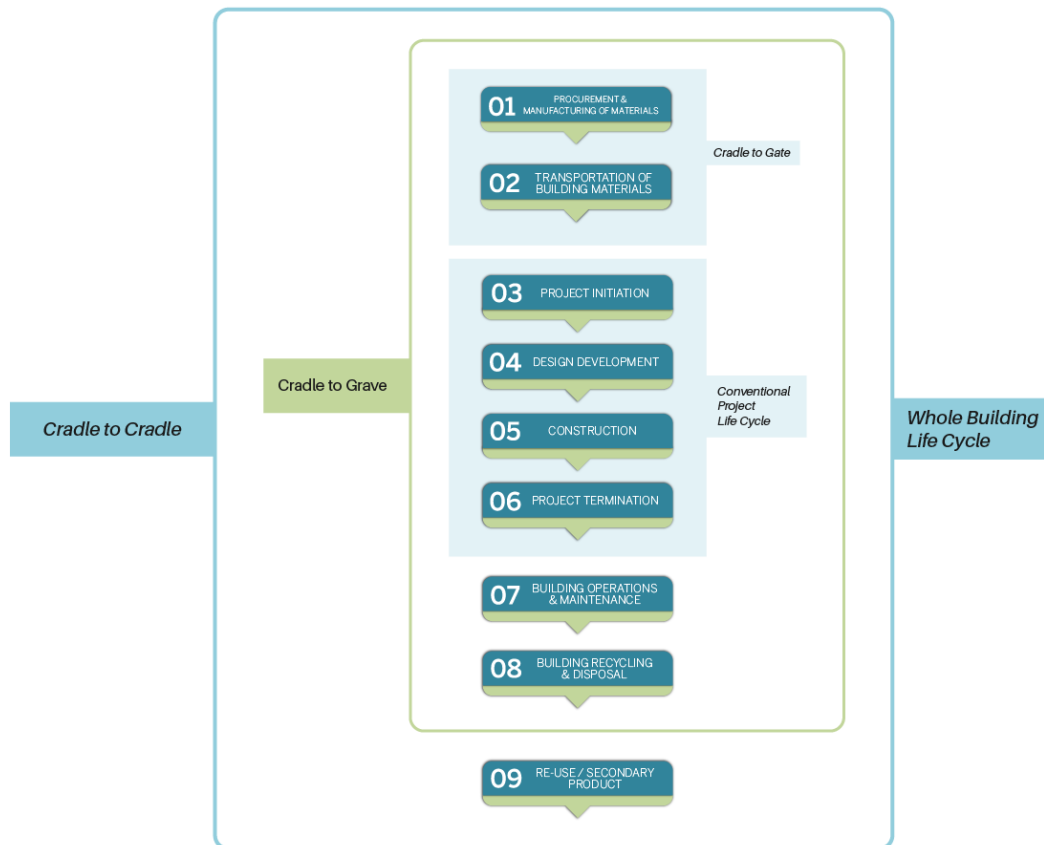 01 PROCUREMENT &
MANUFACTURING OF MATERIALS
Cradle to Gate
02 TRANSPORTATION OF
BUILDING MATERIALS
03 PROJECT INITIATION
04 DESIGN DEVELOPMENT
Cradle to Grave
Conventional
Project
Life Cycle
Cradle to Cradle
05 CONSTRUCTION
Whole Building
Life Cycle
06 PROJECT TERMINATION
07 BUILDING OPERATIONS
& MAINTENANCE
08 BUILDING RECYCLING
& DISPOSAL
09 RE-USE / SECONDARY
PRODUCT